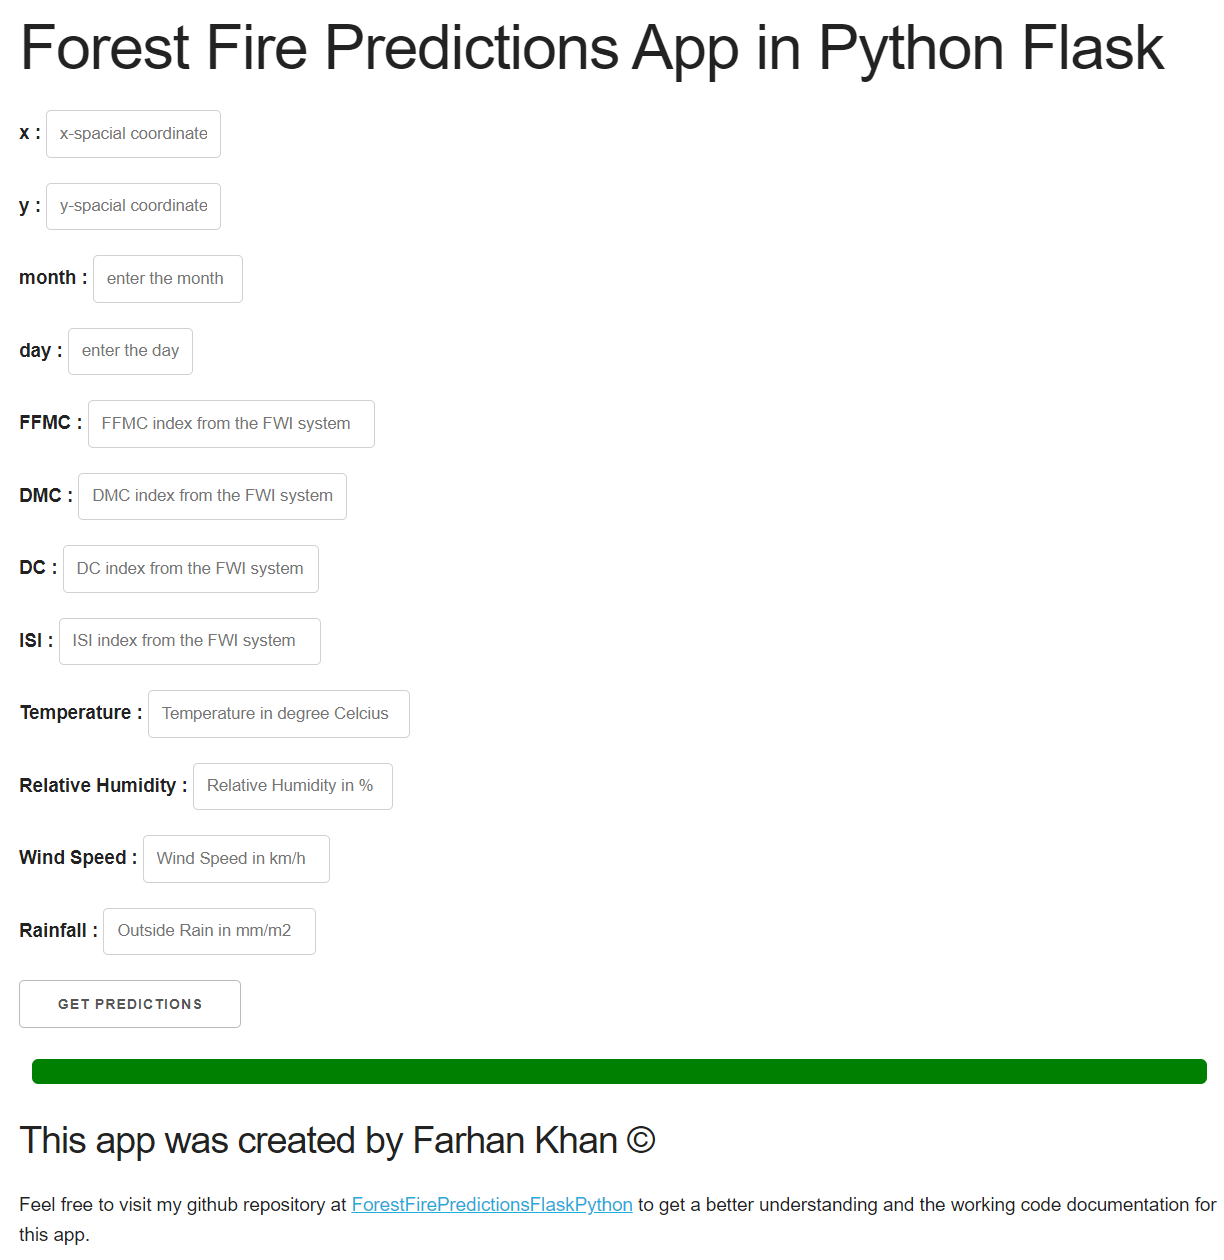 Forest Fire Predictions App in Python Flask
x : x-spacial coordinate
y : y-spacial coordinate
month : enter the month
day : enter the day
FFMC : FFMC index from the FWI system
DMC : DMC index from the FWI system
DC : DC index from the FWI system
ISI : ISI index from the FWI system
Temperature : Temperature in degree Celcius
Relative Humidity : Relative Humidity in %
Wind Speed : Wind Speed in km/h
Rainfall : Outside Rain in mm/m2
GET PREDICTIONS
This app was created by Farhan Khan ©
Feel free to visit my github repository at ForestFirePredictionsFlaskPython to get a better understanding and the working code documentation for
this app.